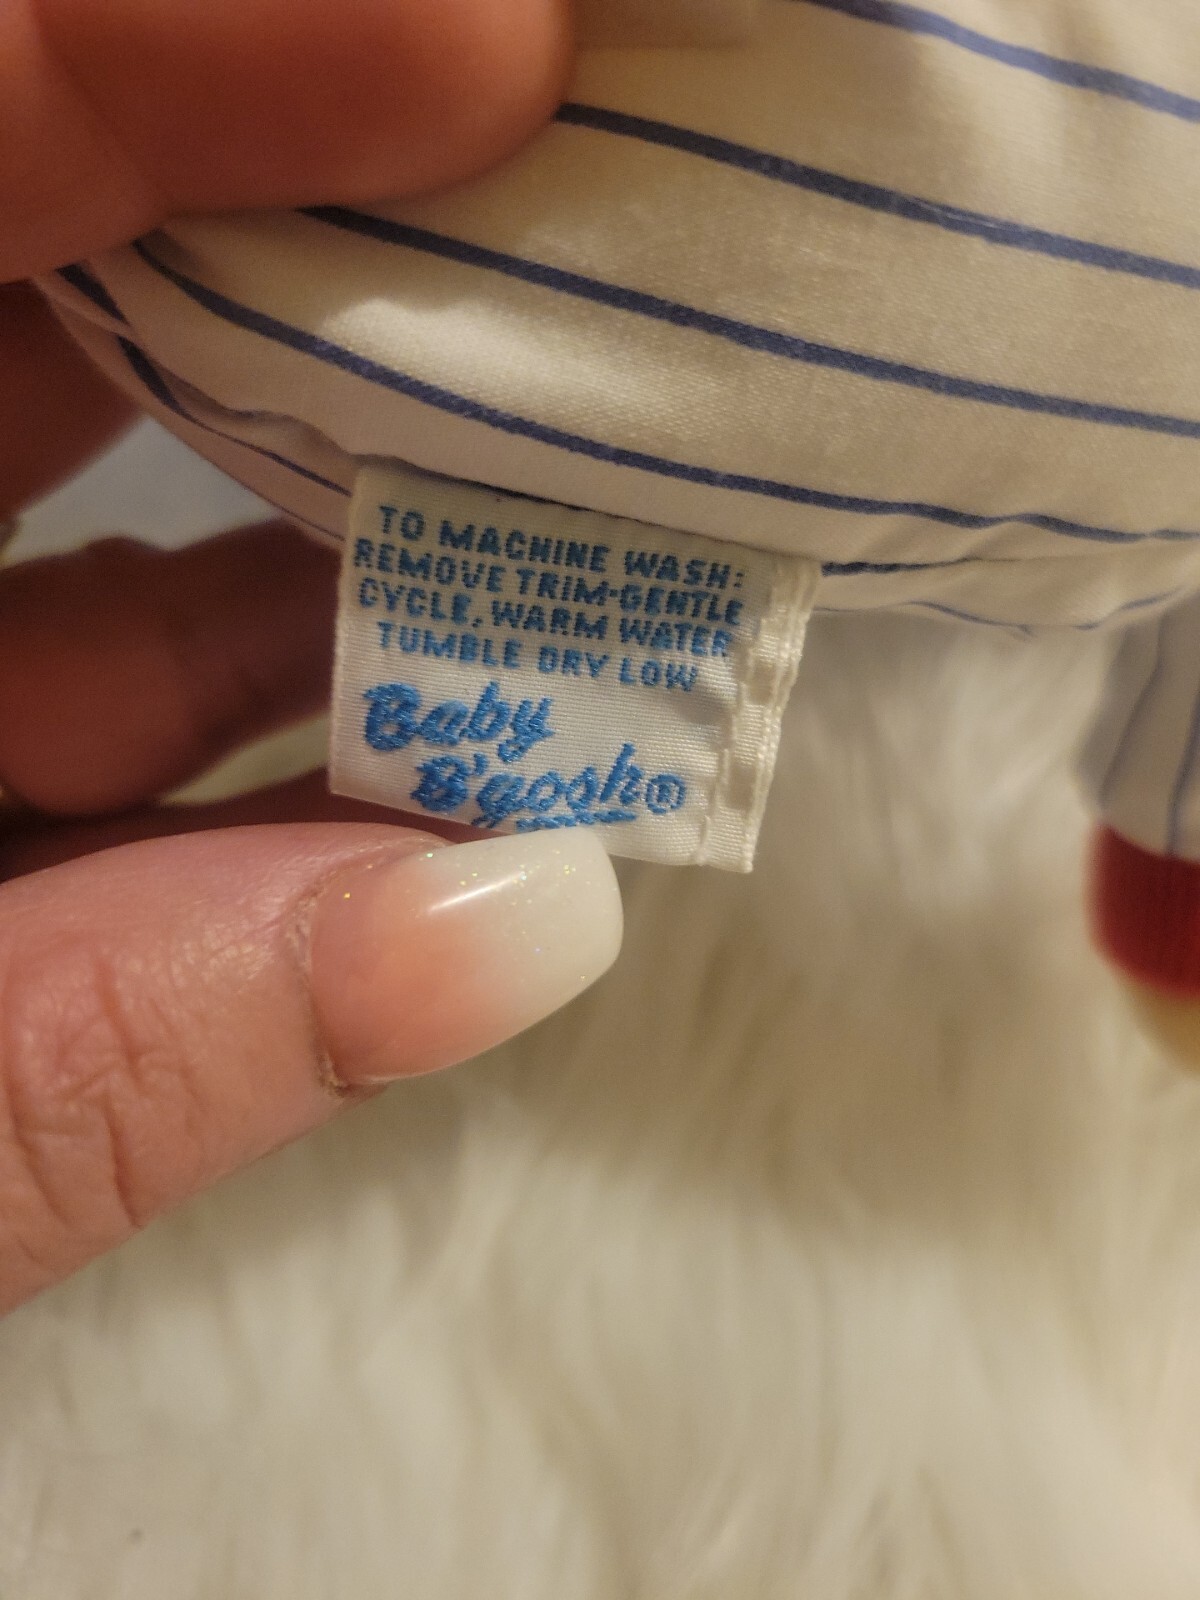 TO MACHINE WASH:
REMOVE TRIM-GENTLE
CYCLE, WARM WATER
TUMBLE DRY LOW
Baby
B'gosh®